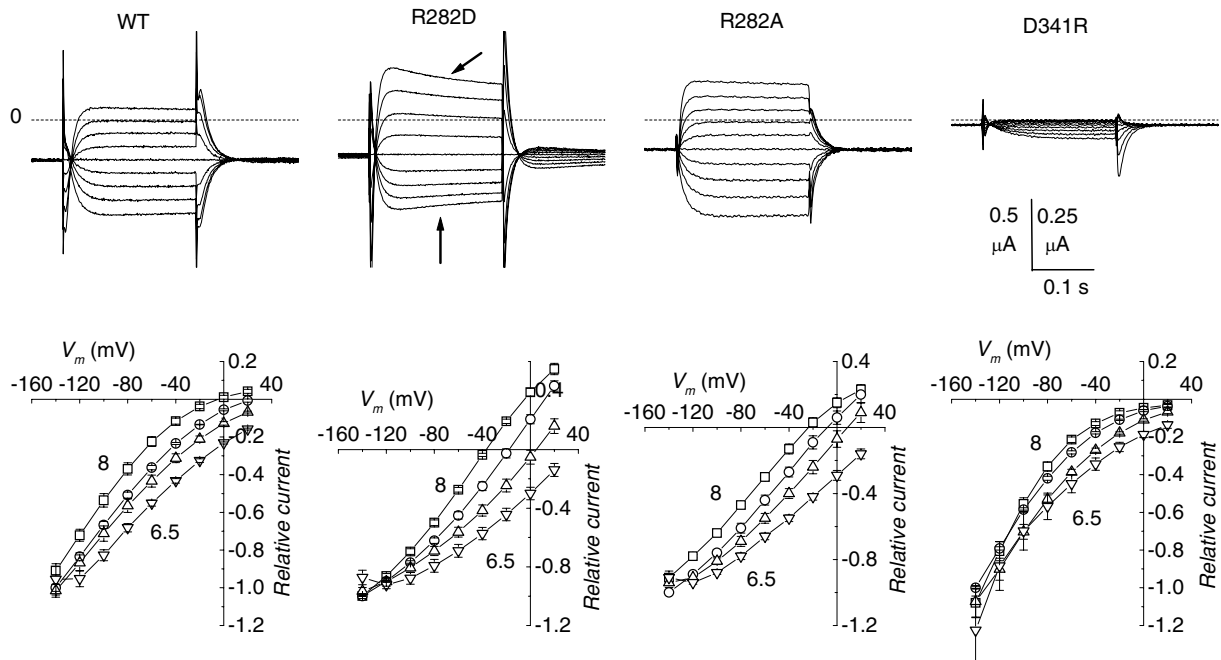 WT
R282D
R282A
D341R
0
0.5 0.25
μA μA
0.1 s
V_m (mV)
-160 -120 -80 -40 40
0.2
-0.2
-0.4
-0.6
-0.8
-1.0
-1.2
8
6.5
Relative current
V_m (mV)
-160 -120 -80 -40 40
0.4
-0.4
-0.8
-1.2
8
6.5
Relative current
V_m (mV)
-160 -120 -80 -40 40
0.4
-0.4
-0.8
-1.2
8
6.5
Relative current
V_m (mV)
-160 -120 -80 -40 40
0.2
-0.2
-0.4
-0.6
-0.8
-1.0
-1.2
8
6.5
Relative current